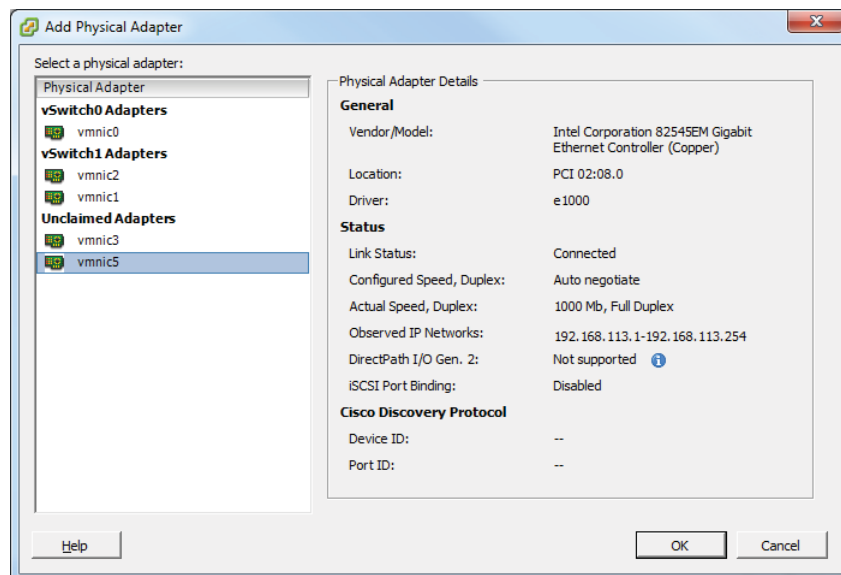 Add Physical Adapter
Select a physical adapter:
Physical Adapter
vSwitch0 Adapters
vmnic0
vSwitch1 Adapters
vmnic2
vmnic1
Unclaimed Adapters
vmnic3
vmnic5
Physical Adapter Details
General
Vendor/Model: Intel Corporation 82545EM Gigabit
Ethernet Controller (Copper)
Location: PCI 02:08.0
Driver: e1000
Status
Link Status: Connected
Configured Speed, Duplex: Auto negotiate
Actual Speed, Duplex: 1000 Mb, Full Duplex
Observed IP Networks: 192.168.113.1-192.168.113.254
DirectPath I/O Gen. 2: Not supported
iSCSI Port Binding: Disabled
Cisco Discovery Protocol
Device ID: --
Port ID: --
Help OK Cancel